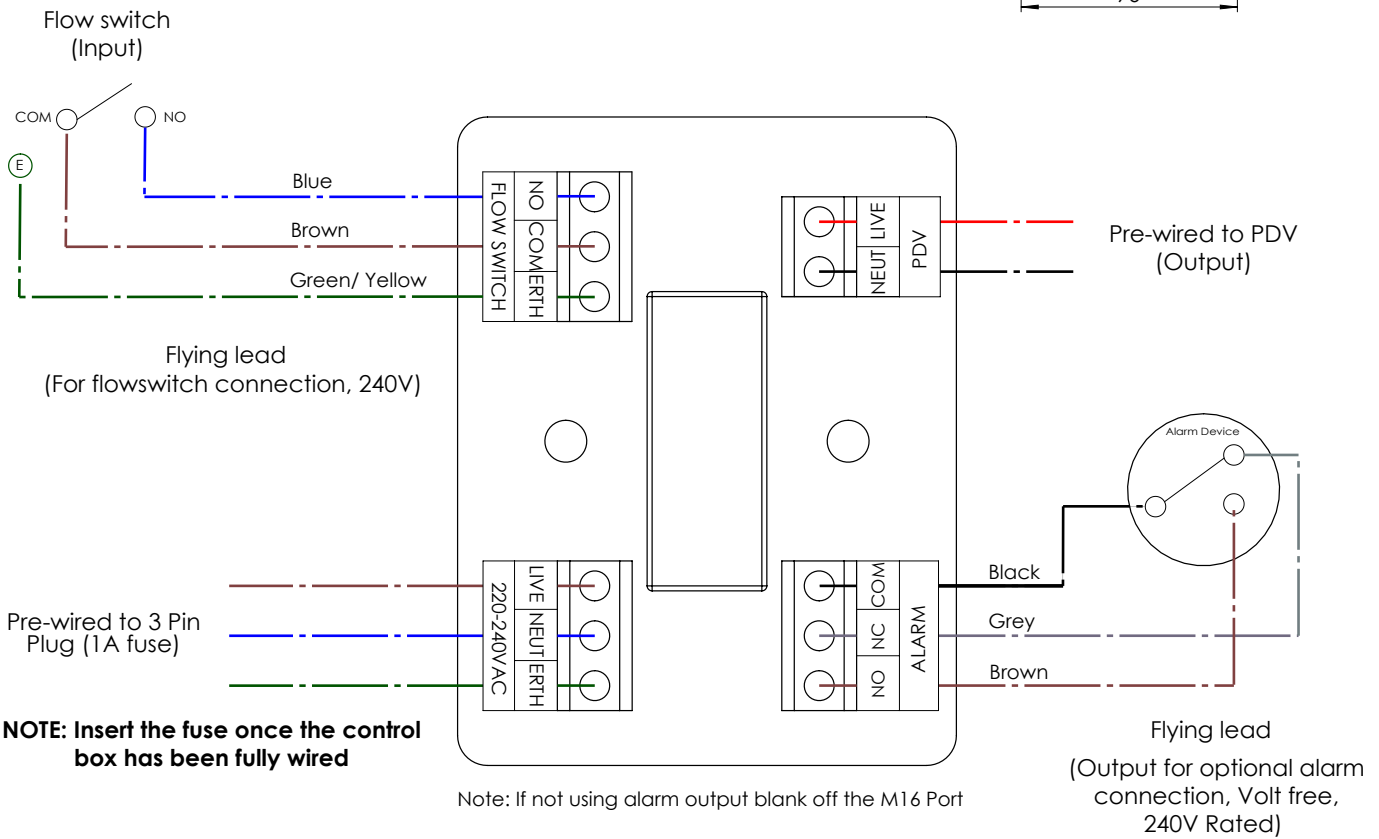 Flow switch
(Input)
COM
NO
E
Blue
Brown
Green/ Yellow
FLOW SWITCH
NO
COM
ERTH
Flying lead
(For flowswitch connection, 240V)
LIVE
NEUT
PDV
Pre-wired to PDV
(Output)
Alarm Device
Pre-wired to 3 Pin
Plug (1A fuse)
220-240VAC
LIVE
NEUT
ERTH
NOTE: Insert the fuse once the control
box has been fully wired
COM
NC
NO
ALARM
Black
Grey
Brown
Flying lead
(Output for optional alarm
connection, Volt free,
240V Rated)
Note: If not using alarm output blank off the M16 Port